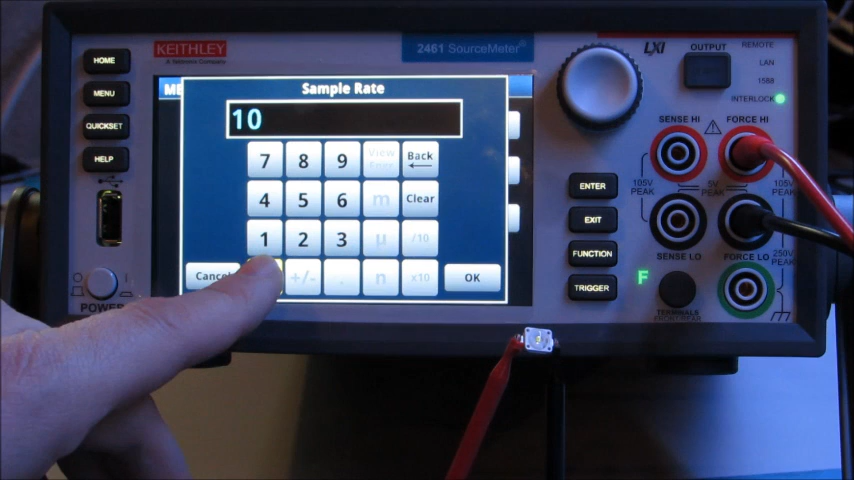 KEITHLEY
A Tektronix Company
2461 SourceMeter®
LXI
OUTPUT
REMOTE
LAN
1588
INTERLOCK
HOME
MENU
QUICKSET
HELP
POWER
ME
Sample Rate
10
7 8 9 Back
4 5 6 m Clear
1 2 3 µ /10
Cancel +/- . n x10 OK
ENTER
EXIT
FUNCTION
TRIGGER
SENSE HI
FORCE HI
105V PEAK
5V PEAK
105V PEAK
SENSE LO
FORCE LO
250V PEAK
F
TERMINALS
FRONT/REAR